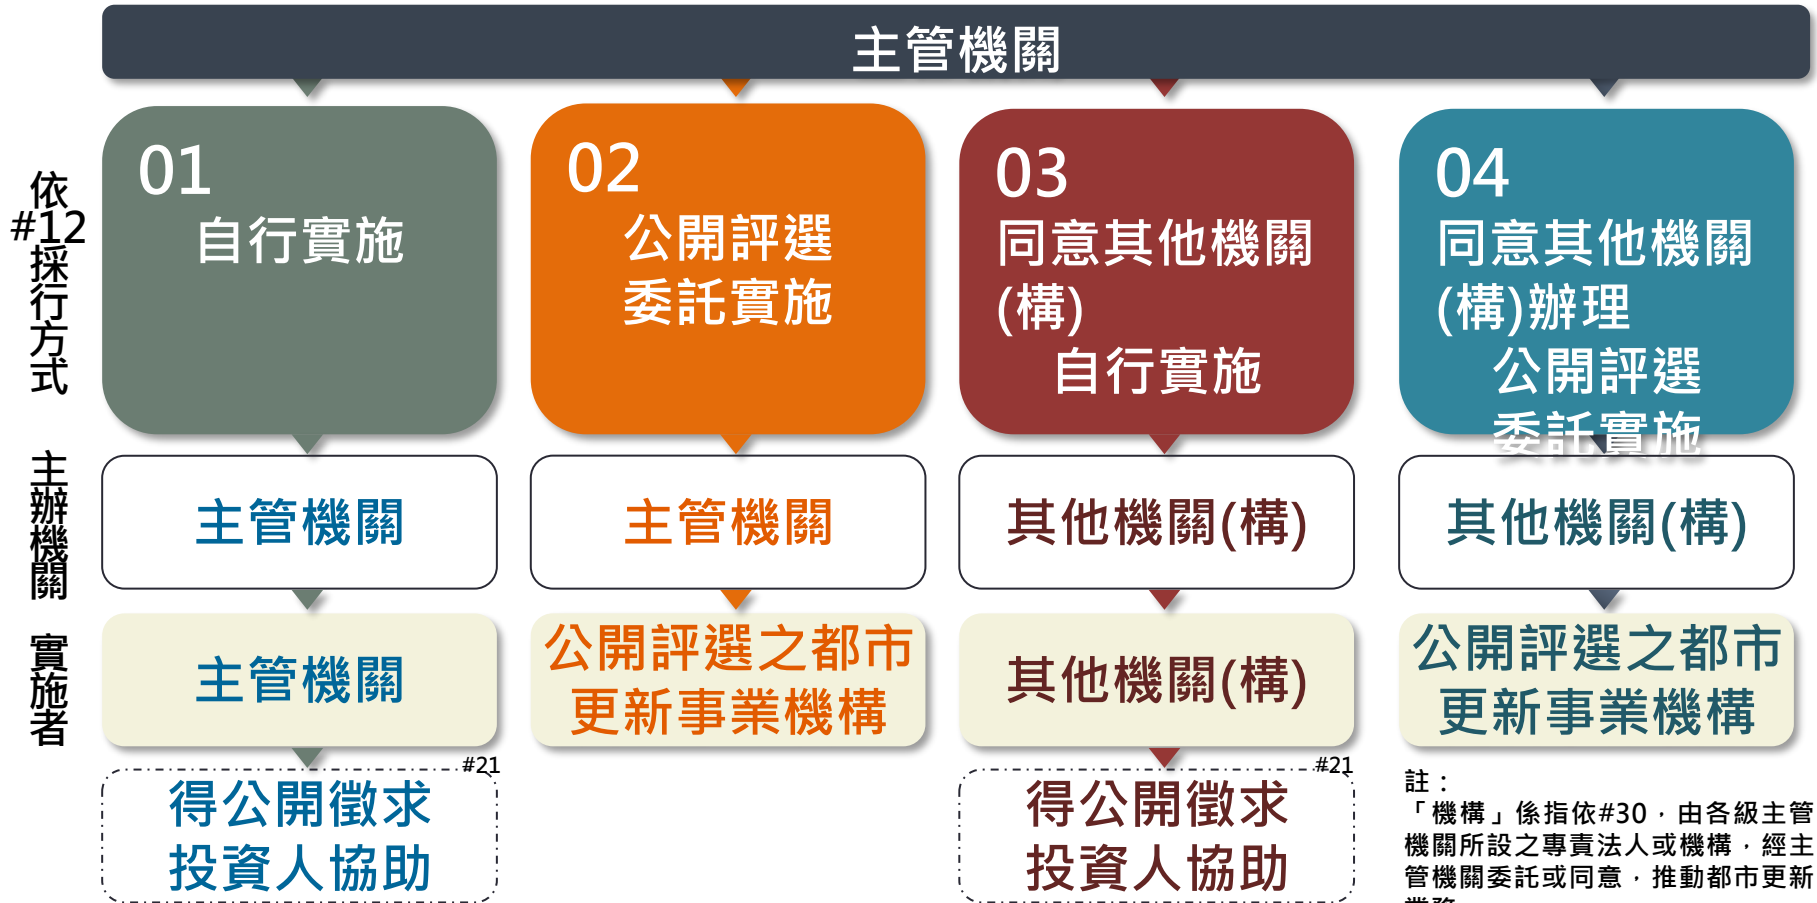 主管機關
依#12採行方式
01
自行實施
02
公開評選
委託實施
03
同意其他機關
(構)
自行實施
04
同意其他機關
(構)辦理
公開評選
委託實施
主辦機關
主管機關
主管機關
其他機關(構)
其他機關(構)
實施者
主管機關
公開評選之都市
更新事業機構
其他機關(構)
公開評選之都市
更新事業機構
#21
得公開徵求
投資人協助
#21
得公開徵求
投資人協助
註：
「機構」係指依#30，由各級主管
機關所設之專責法人或機構，經主
管機關委託或同意，推動都市更新